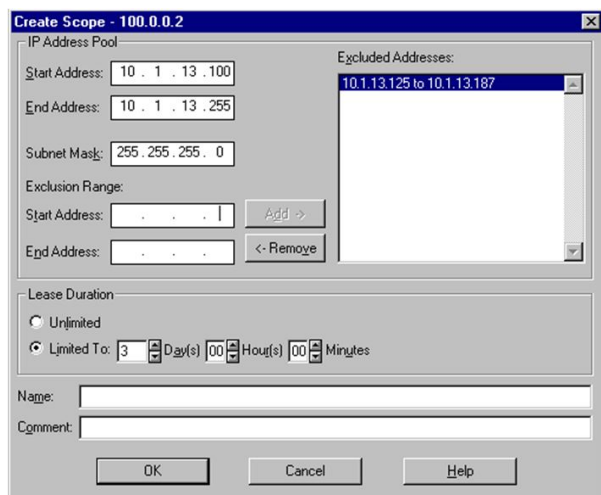 Create Scope - 100.0.0.2
IP Address Pool
Start Address: 10 . 1 . 13 .100
End Address: 10 . 1 . 13 .255
Subnet Mask: 255.255.255. 0
Exclusion Range:
Start Address: . . .
End Address: . . .
Add ->
<- Remove
Excluded Addresses:
10.1.13.125 to 10.1.13.187
Lease Duration
Unlimited
Limited To: 3 Day(s) 00 Hour(s) 00 Minutes
Name:
Comment:
OK Cancel Help